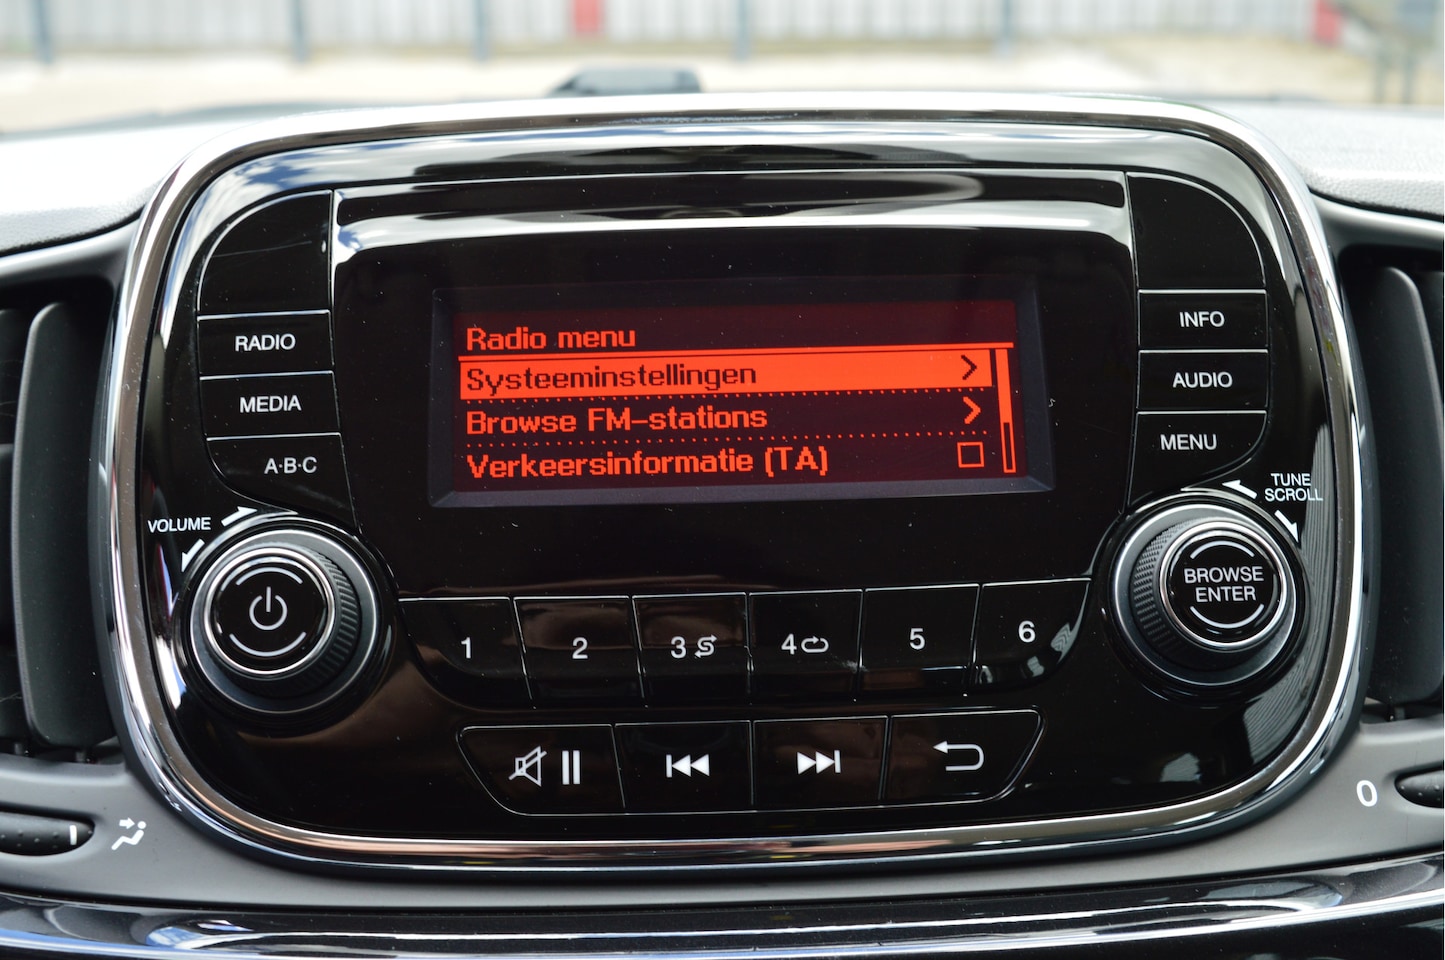 Radio menu
Systeeminstellingen
Browse FM-stations
Verkeersinformatie (TA)
RADIO
MEDIA
A·B·C
VOLUME
INFO
AUDIO
MENU
TUNE
SCROLL
BROWSE
ENTER
1
2
3
4
5
6
0